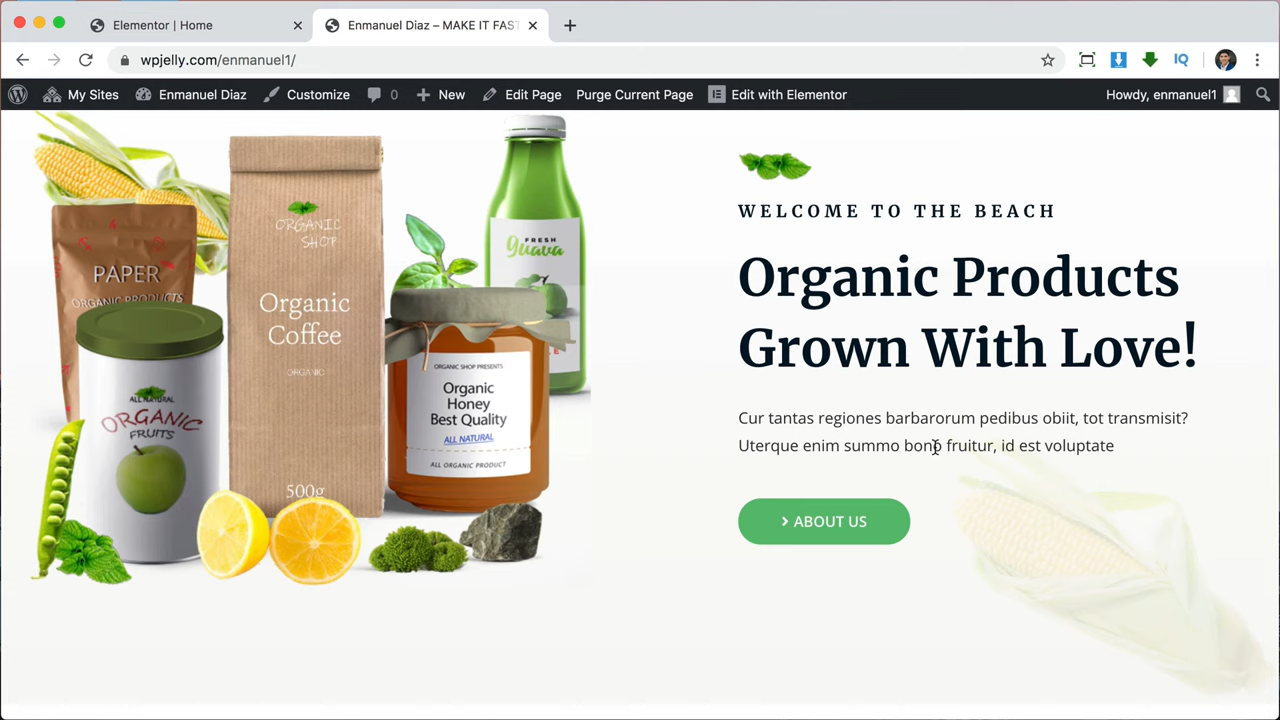 Elementor | Home
Enmanuel Diaz – MAKE IT FAS
wpjelly.com/enmanuel1/
IQ
My Sites
Enmanuel Diaz
Customize
0
New
Edit Page
Purge Current Page
Edit with Elementor
Howdy, enmanuel1
WELCOME TO THE BEACH
Organic Products
Grown With Love!
Cur tantas regiones barbarorum pedibus obiit, tot transmisit?
Uterque enim summo bono fruitur, id est voluptate
ABOUT US
PAPER
ORGANIC PRODUCTS
ORGANIC
SHOP
Organic
Coffee
ORGANIC
500g
FRESH
guava
ORGANIC SHOP PRESENTS
Organic
Honey
Best Quality
ALL NATURAL
ALL ORGANIC PRODUCT
ALL NATURAL
ORGANIC
FRUITS